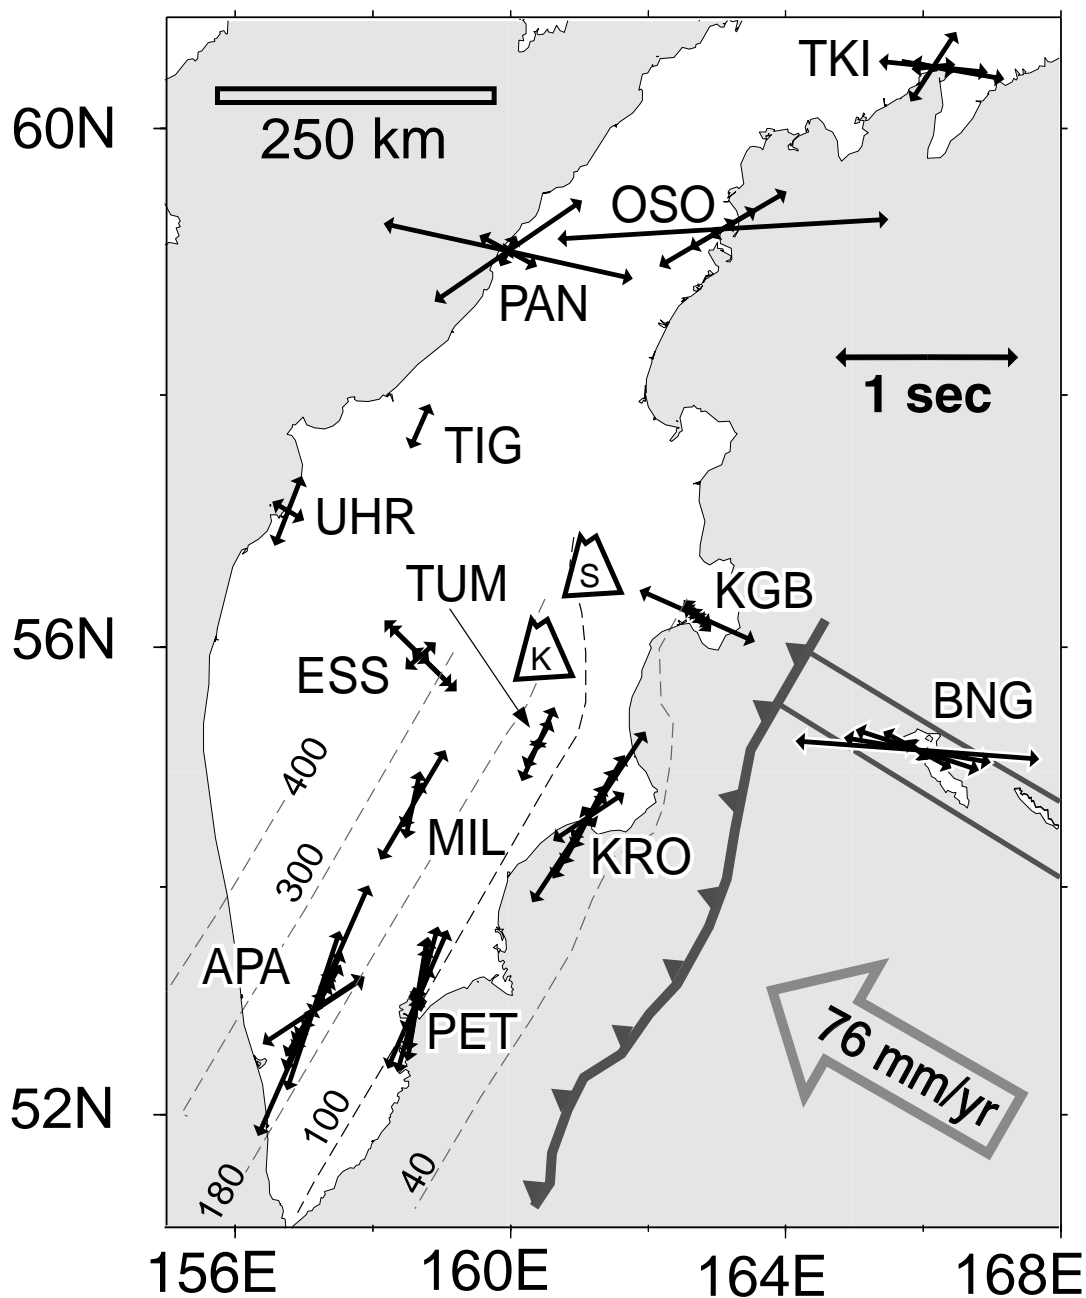 TKI
60N
250 km
OSO
PAN
1 sec
TIG
UHR
S
TUM
KGB
56N
K
ESS
BNG
400
MIL
KRO
300
APA
PET
76 mm/yr
52N
100
40
180
156E
160E
164E
168E